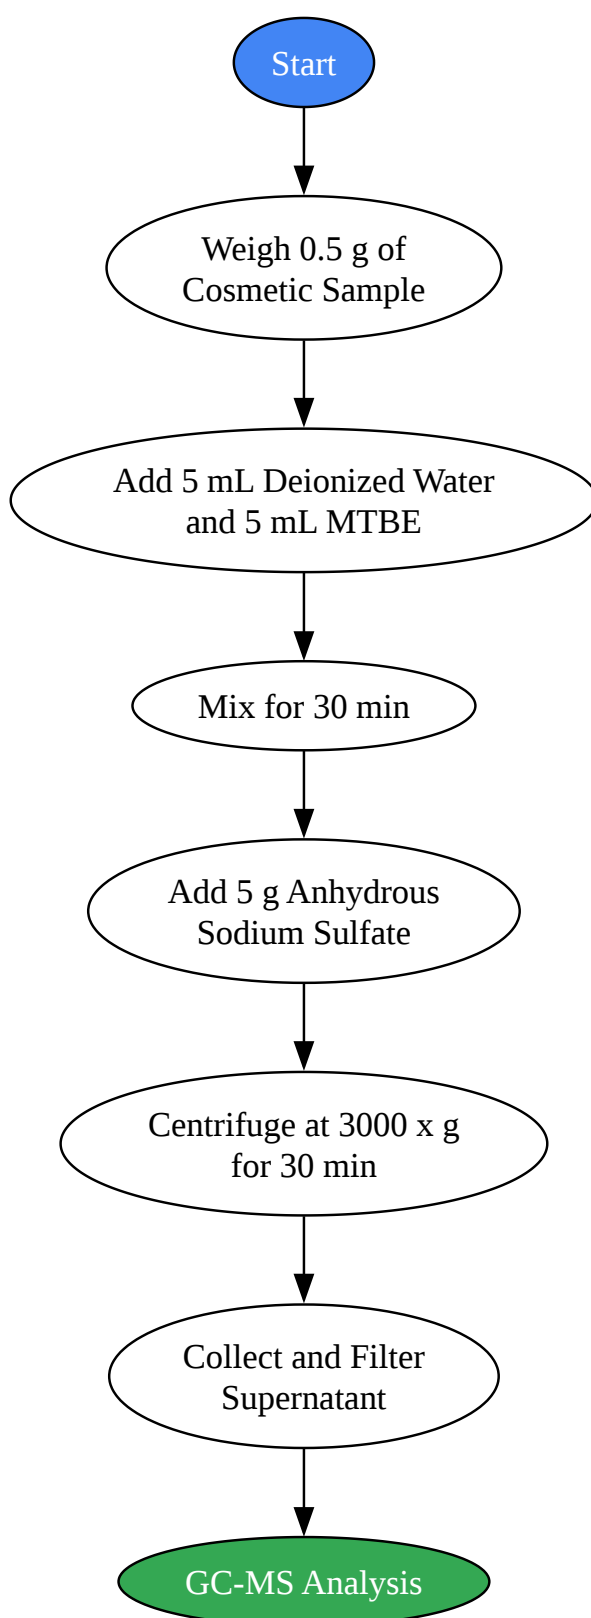 Start
Weigh 0.5 g of
Cosmetic Sample
Add 5 mL Deionized Water
and 5 mL MTBE
Mix for 30 min
Add 5 g Anhydrous
Sodium Sulfate
Centrifuge at 3000 x g
for 30 min
Collect and Filter
Supernatant
GC-MS Analysis